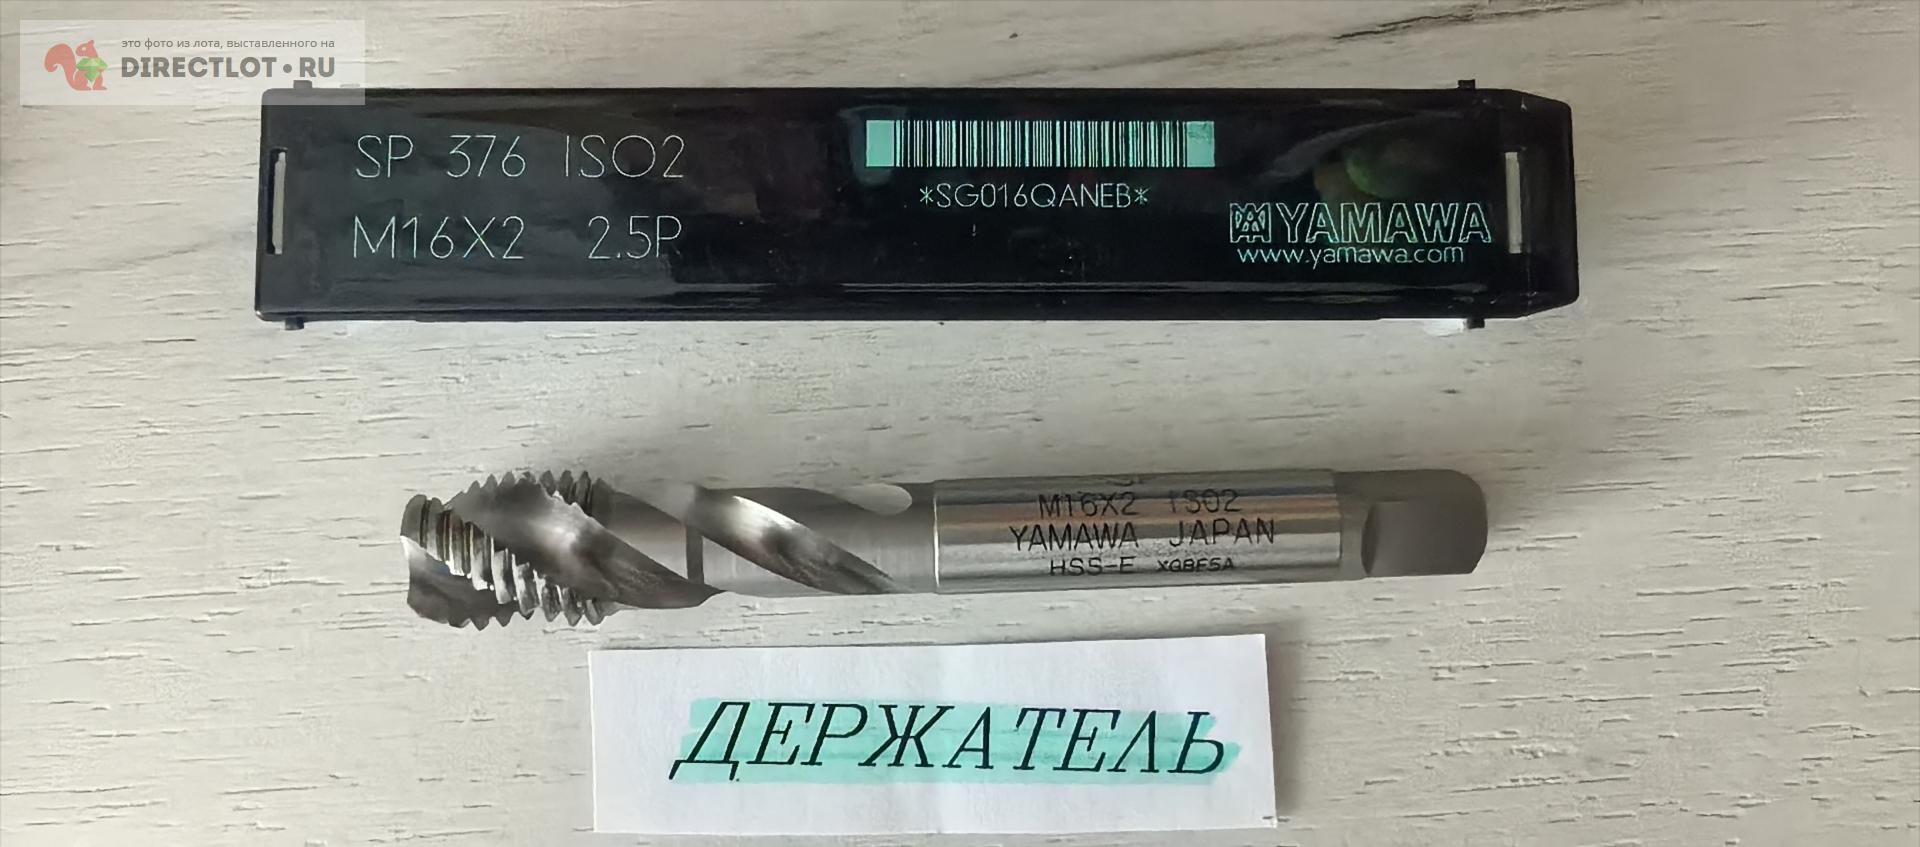 это фото из лота, выставленного на
DIRECTLOT • RU
SP 376 ISO2
M16X2 2.5P
*SG016QANEB*
YAMAWA
www.yamawa.com
M16X2 ISO2
YAMAWA JAPAN
HSS-E XGBF5A
ДЕРЖАТЕЛЬ